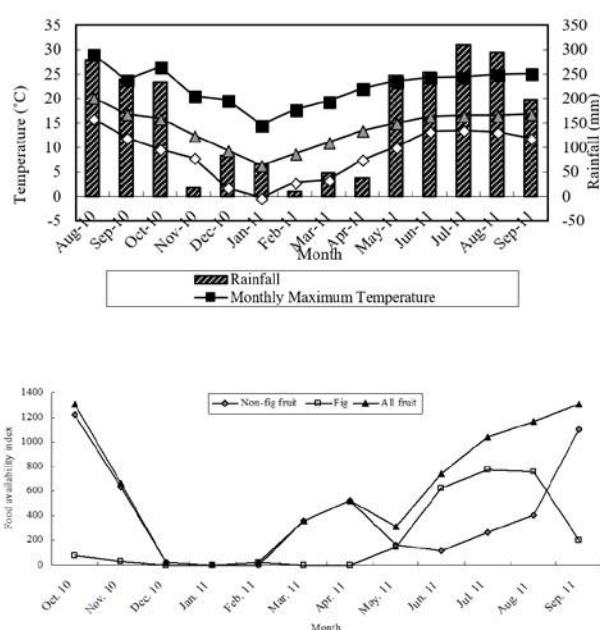 35 350
30 300
25 250
20 200
15 150
10 100
5 50
0 0
-5 -50
Temperature (°C)
Rainfall (mm)
Aug-10 Sep-10 Oct-10 Nov-10 Dec-10 Jan-11 Feb-11 Mar-11 Apr-11 May-11 Jun-11 Jul-11 Aug-11 Sep-11
Month
Rainfall
Monthly Maximum Temperature
1400
1200
1000
800
600
400
200
0
Food availability index
Non-fig fruit Fig All fruit
Oct. 10 Nov. 10 Dec. 10 Jan. 11 Feb. 11 Mar. 11 Apr. 11 May. 11 Jun. 11 Jul. 11 Aug. 11 Sep. 11
Month